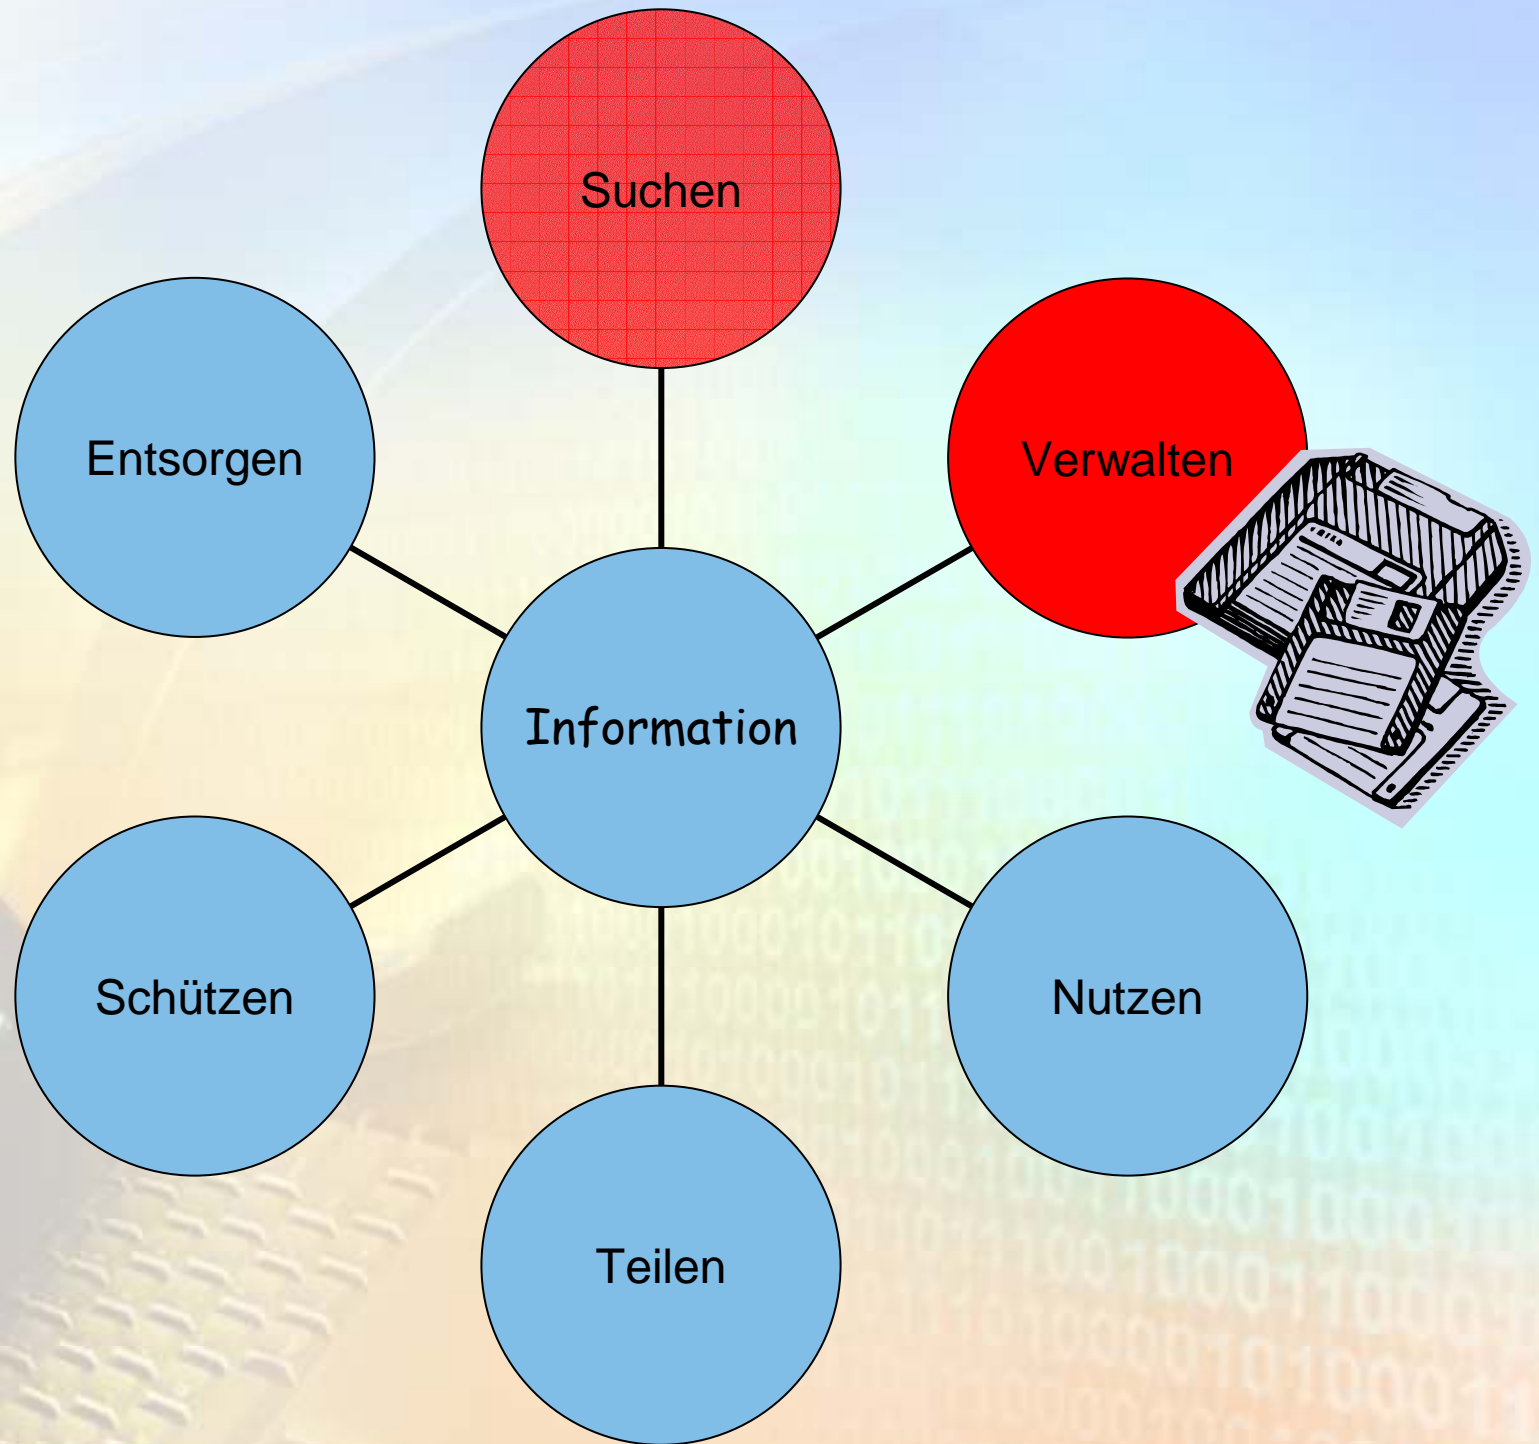 Suchen
Entsorgen
Verwalten
Information
Schützen
Nutzen
Teilen